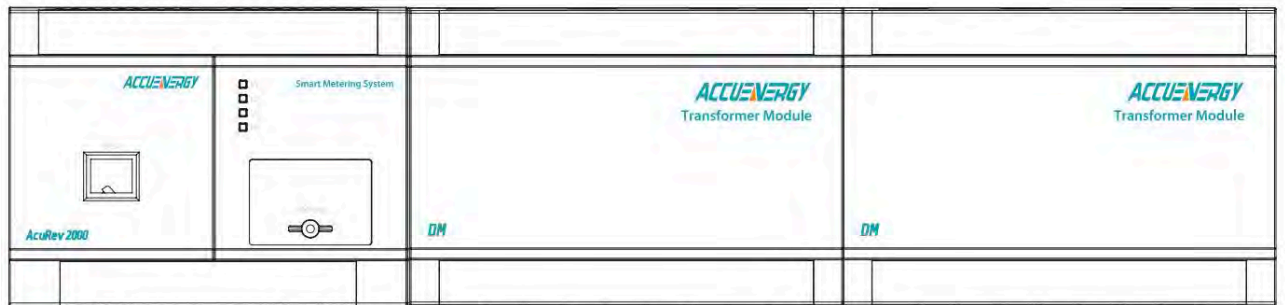 ACCUENERGY
Smart Metering System
AcuRev 2000
ACCUENERGY
Transformer Module
DM
ACCUENERGY
Transformer Module
DM